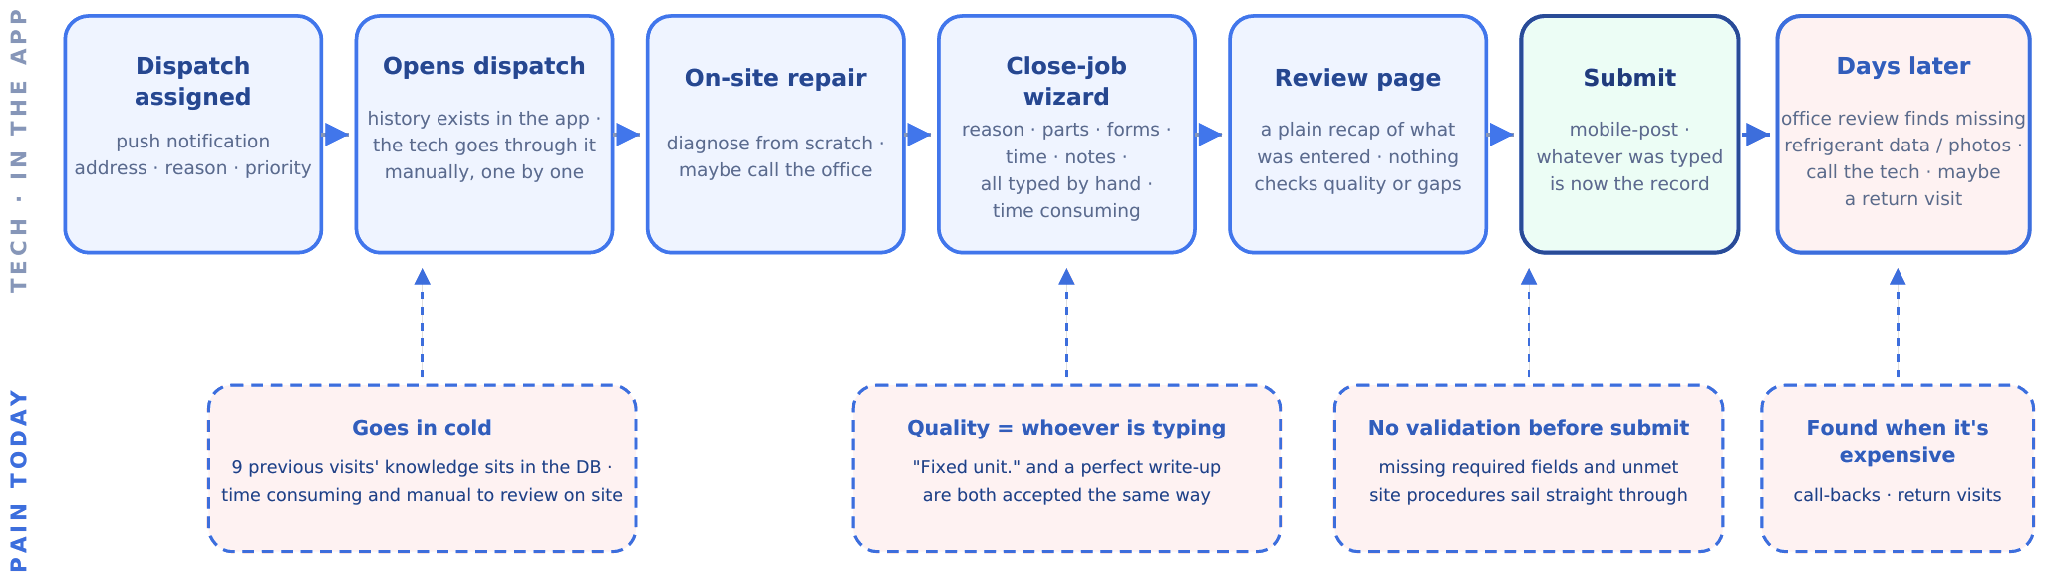 TECH · IN THE APP
Dispatch
assigned
push notification
address · reason · priority
Opens dispatch
history exists in the app ·
the tech goes through it
manually, one by one
On-site repair
diagnose from scratch ·
maybe call the office
Close-job
wizard
reason · parts · forms ·
time · notes ·
all typed by hand ·
time consuming
Review page
a plain recap of what
was entered · nothing
checks quality or gaps
Submit
mobile-post ·
whatever was typed
is now the record
Days later
office review finds missing
refrigerant data / photos ·
call the tech · maybe
a return visit
PAIN TODAY
Goes in cold
9 previous visits' knowledge sits in the DB ·
time consuming and manual to review on site
Quality = whoever is typing
"Fixed unit." and a perfect write-up
are both accepted the same way
No validation before submit
missing required fields and unmet
site procedures sail straight through
Found when it's
expensive
call-backs · return visits